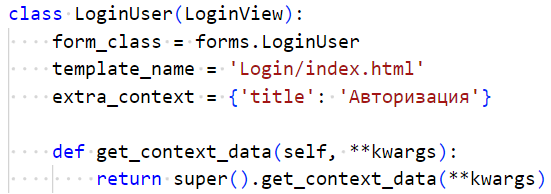 class LoginUser(LoginView):
    form_class = forms.LoginUser
    template_name = 'Login/index.html'
    extra_context = {'title': 'Авторизация'}

    def get_context_data(self, **kwargs):
        return super().get_context_data(**kwargs)